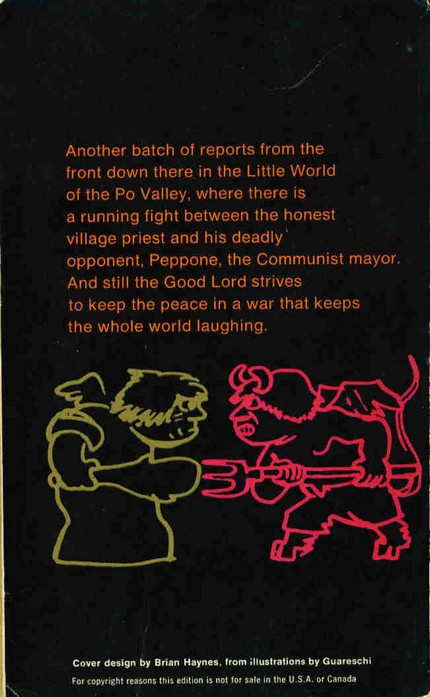 Another batch of reports from the
front down there in the Little World
of the Po Valley, where there is
a running fight between the honest
village priest and his deadly
opponent, Peppone, the Communist mayor.
And still the Good Lord strives
to keep the peace in a war that keeps
the whole world laughing.
Cover design by Brian Haynes, from illustrations by Guareschi
For copyright reasons this edition is not for sale in the U.S.A. or Canada